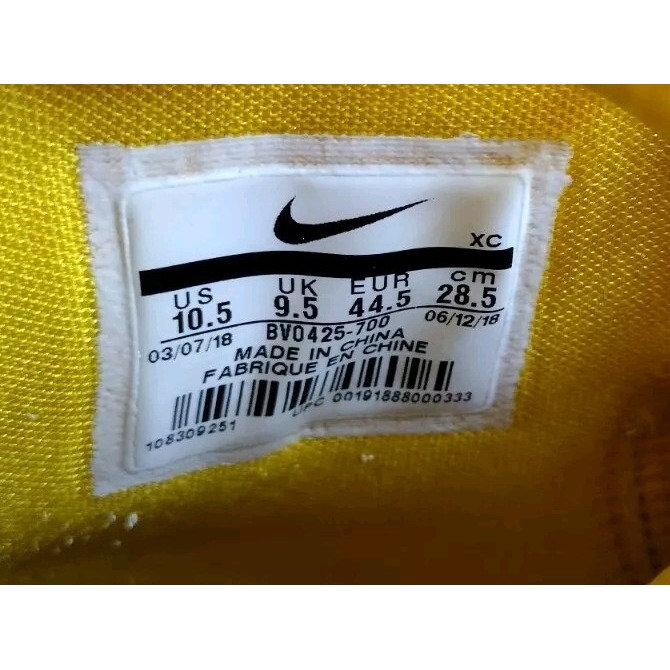 XC
US UK EUR cm
10.5 9.5 44.5 28.5
03/07/18 BV0425-700 06/12/18
MADE IN CHINA
FABRIQUE EN CHINE
UPC 00191888000333
108309251